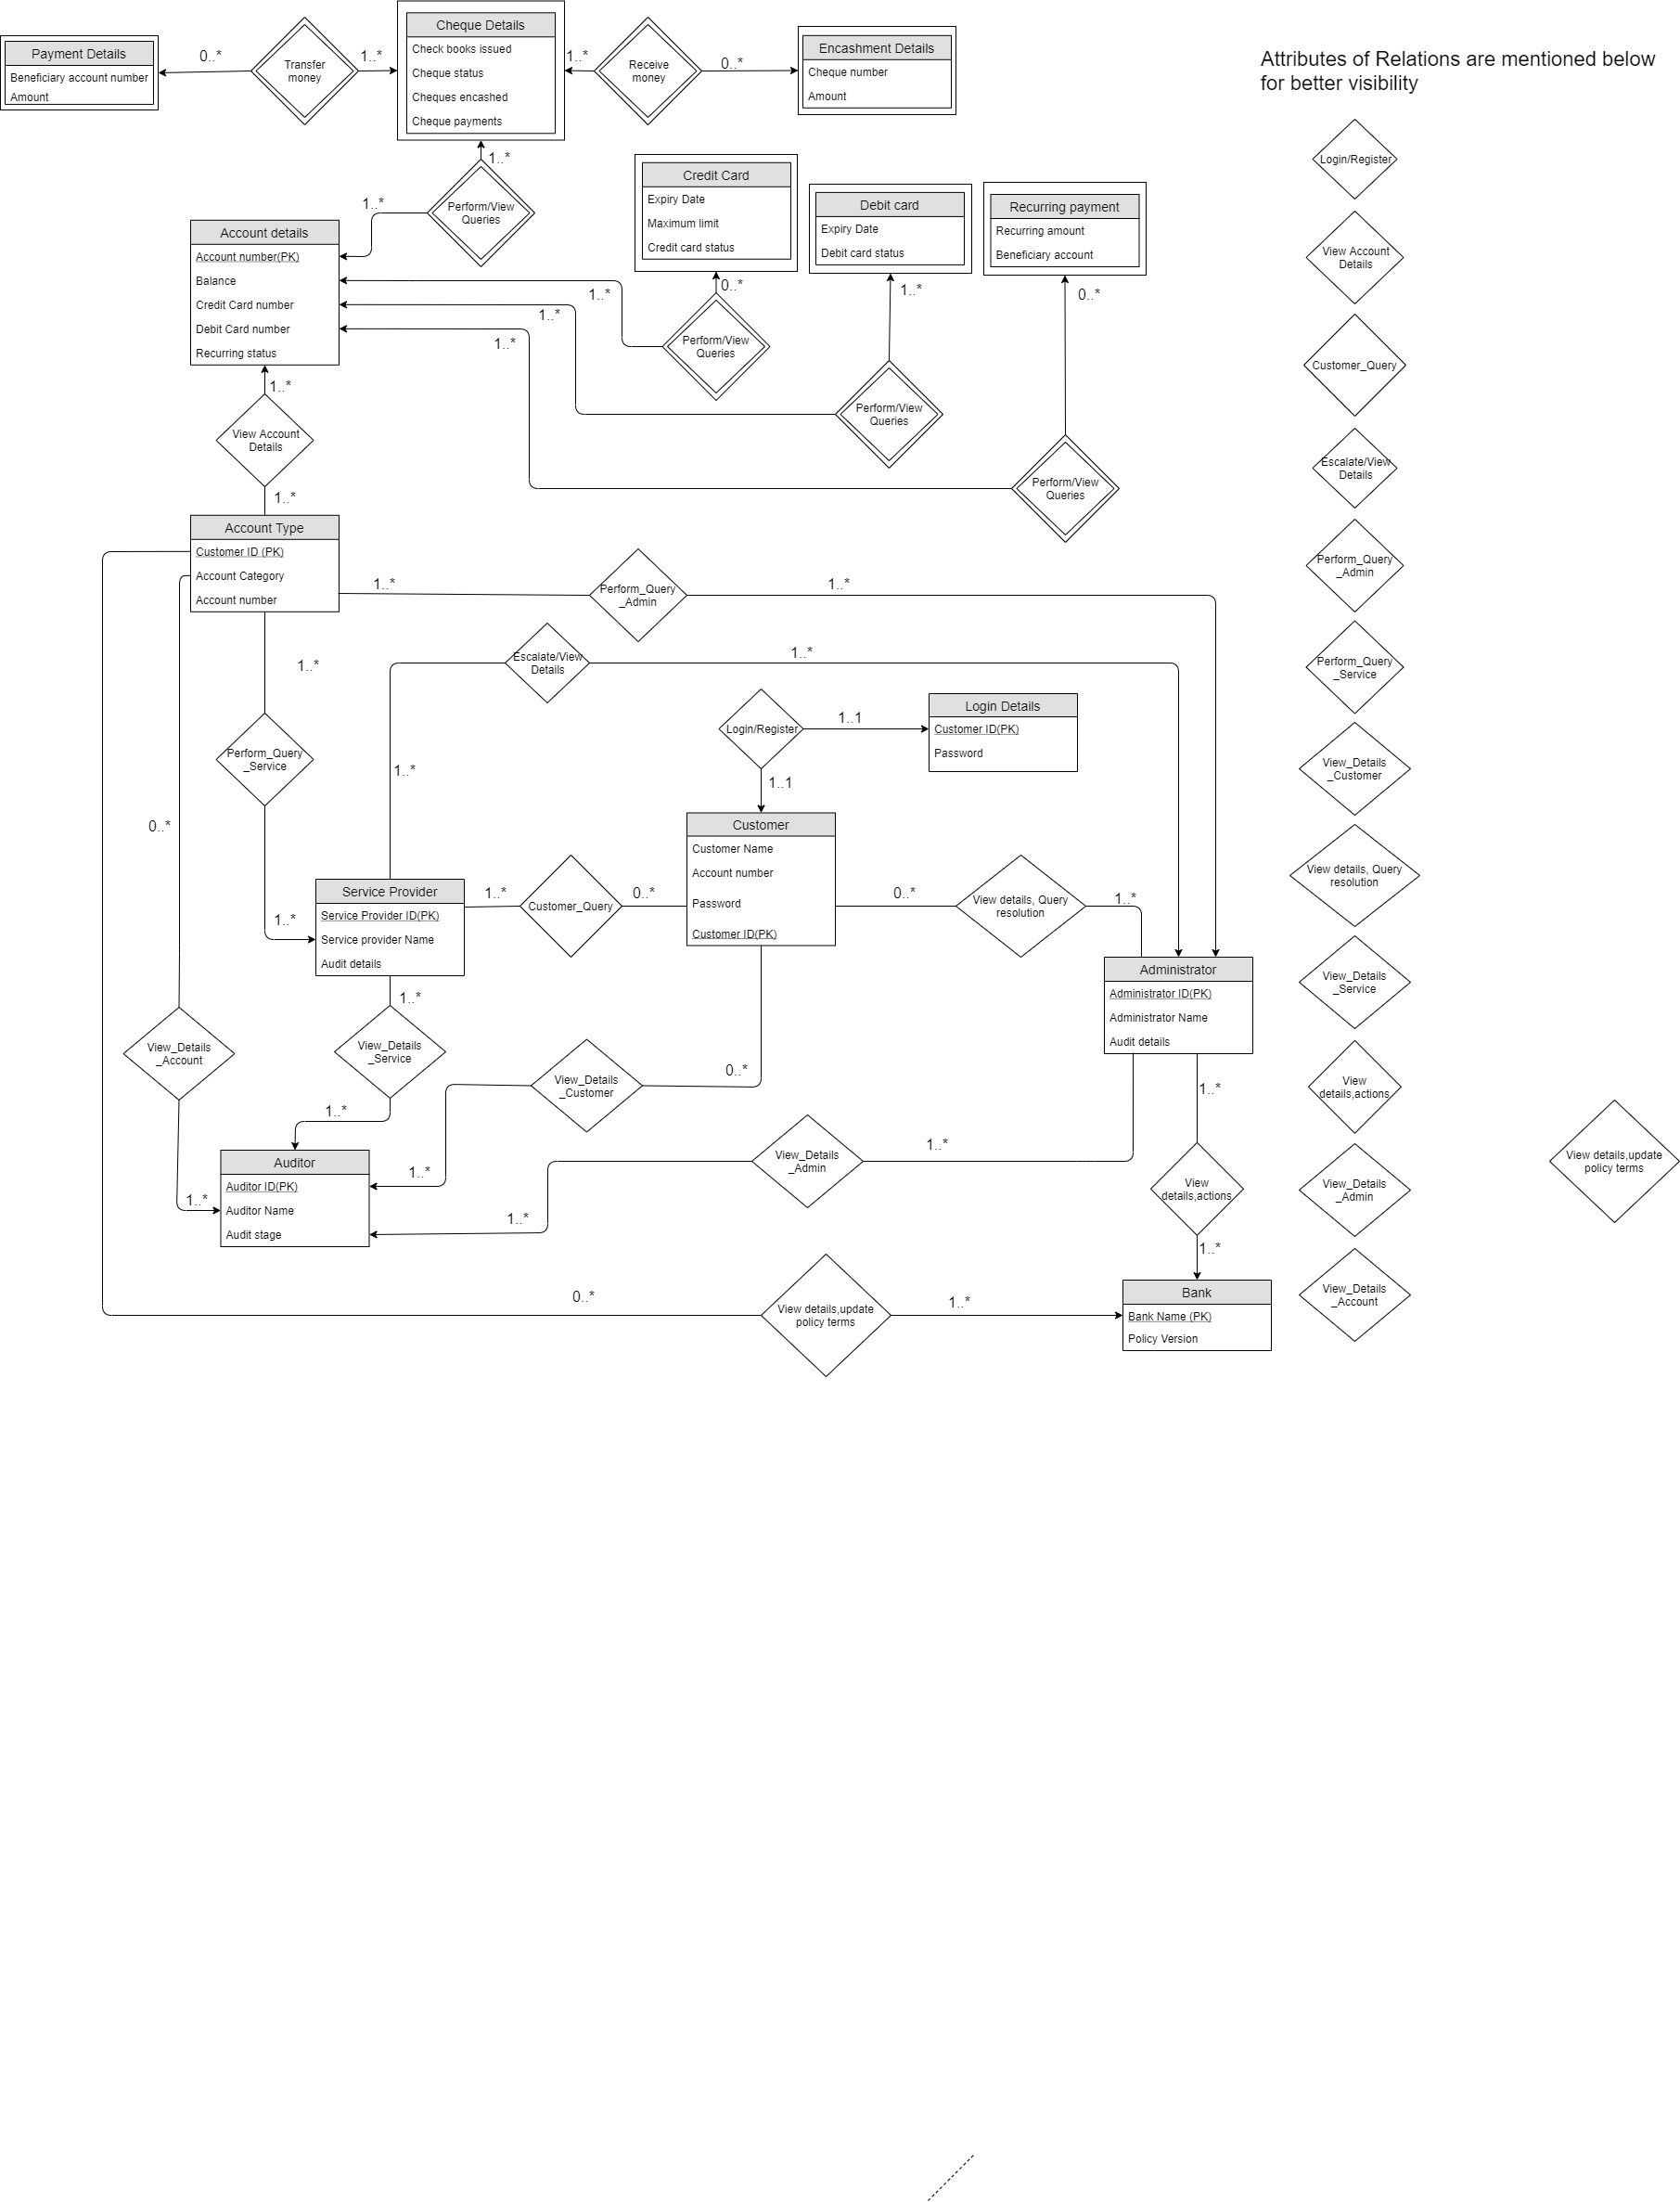 Payment Details
Beneficiary account number
Amount
0..*
Transfer
money
1..*
Cheque Details
Check books issued
Cheque status
Cheques encashed
Cheque payments
1..*
Receive
money
0..*
Encashment Details
Cheque number
Amount
1..*
Perform/View
Queries
1..*
Account details
Account number(PK)
Balance
Credit Card number
Debit Card number
Recurring status
Credit Card
Expiry Date
Maximum limit
Credit card status
Debit card
Expiry Date
Debit card status
Recurring payment
Recurring amount
Beneficiary account
0..*
1..*
0..*
1..*
1..*
1..*
Perform/View
Queries
Perform/View
Queries
Perform/View
Queries
1..*
View Account
Details
1..*
Account Type
Customer ID (PK)
Account Category
Account number
1..*
Perform_Query
_Admin
1..*
1..*
Escalate/View
Details
1..*
Perform_Query
_Service
1..*
Login/Register
1..1
Login Details
Customer ID(PK)
Password
1..1
0..*
Customer
Customer Name
Account number
Password
Customer ID(PK)
Service Provider
Service Provider ID(PK)
Service provider Name
Audit details
1..*
1..*
Customer_Query
0..*
0..*
View details, Query
resolution
1..*
Administrator
Administrator ID(PK)
Administrator Name
Audit details
1..*
View_Details
_Account
View_Details
_Service
View_Details
_Customer
0..*
1..*
1..*
1..*
Auditor
Auditor ID(PK)
Auditor Name
Audit stage
1..*
1..*
View_Details
_Admin
1..*
1..*
View
details,actions
1..*
0..*
View details,update
policy terms
1..*
Bank
Bank Name (PK)
Policy Version
Attributes of Relations are mentioned below
for better visibility
Login/Register
View Account
Details
Customer_Query
Escalate/View
Details
Perform_Query
_Admin
Perform_Query
_Service
View_Details
_Customer
View details, Query
resolution
View_Details
_Service
View
details,actions
View_Details
_Admin
View_Details
_Account
View details,update
policy terms